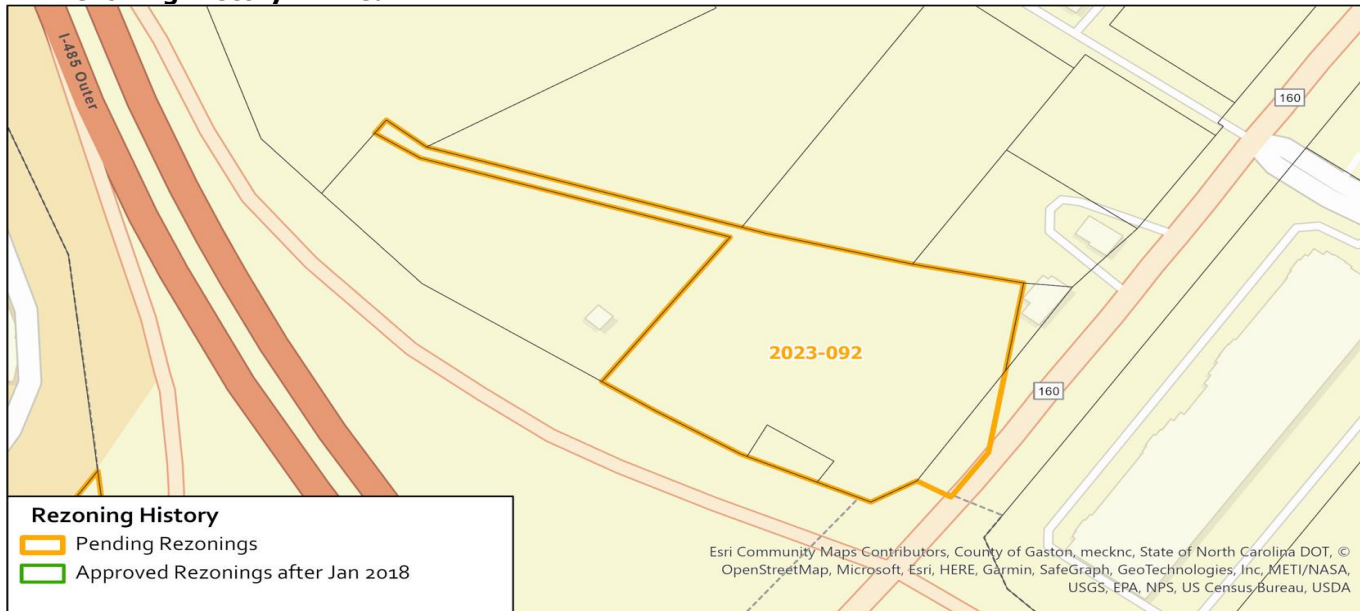 I-485 Outer
160
160
2023-092
Rezoning History
Pending Rezonings
Approved Rezonings after Jan 2018
Esri Community Maps Contributors, County of Gaston, mecknc, State of North Carolina DOT, ©
OpenStreetMap, Microsoft, Esri, HERE, Garmin, SafeGraph, GeoTechnologies, Inc, METI/NASA,
USGS, EPA, NPS, US Census Bureau, USDA